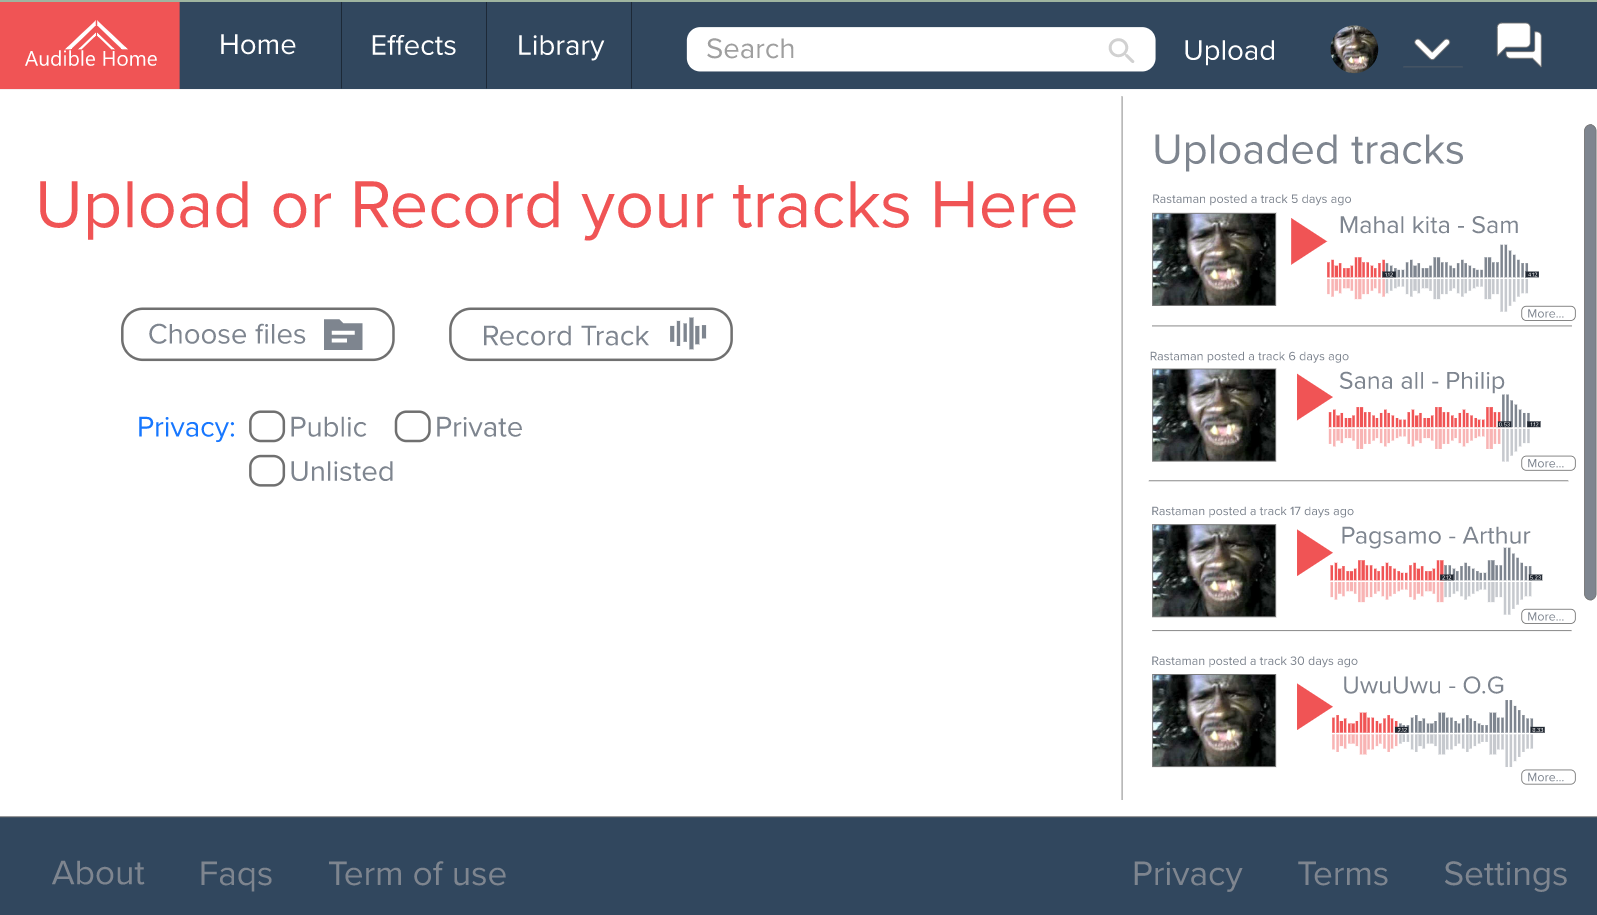 Audible Home
Home
Effects
Library
Search
Upload
Upload or Record your tracks Here
Choose files
Record Track
Privacy:
Public
Private
Unlisted
Uploaded tracks
Rastaman posted a track 5 days ago
Mahal kita - Sam
More...
Rastaman posted a track 6 days ago
Sana all - Philip
More...
Rastaman posted a track 17 days ago
Pagsamo - Arthur
More...
Rastaman posted a track 30 days ago
UwuUwu - O.G
More...
About
Faqs
Term of use
Privacy
Terms
Settings